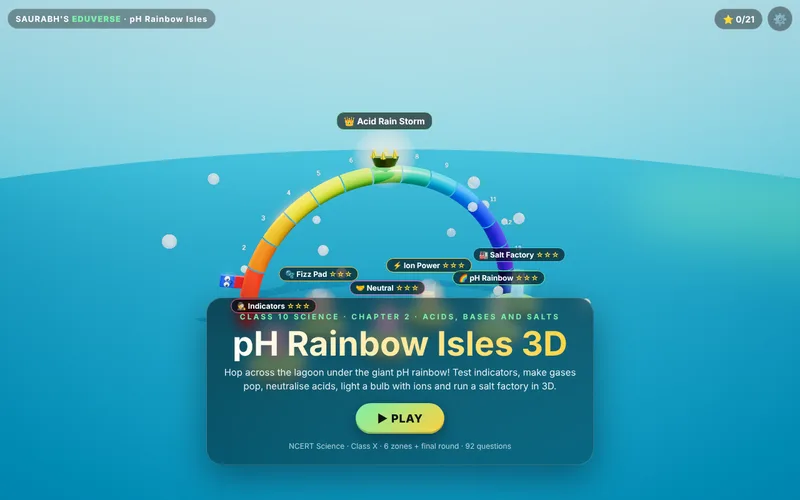 SAURABH'S EDUVERSE · pH Rainbow Isles
⭐ 0/21
👑 Acid Rain Storm
2
3
4
5
6
8
9
11
12
Salt Factory ☆☆☆
⚡ Ion Power ☆☆☆
Fizz Pad ☆☆☆
🌈 pH Rainbow ☆☆☆
🤝 Neutral ☆☆☆
Indicators ☆☆☆
CLASS 10 SCIENCE · CHAPTER 2 · ACIDS, BASES AND SALTS
pH Rainbow Isles 3D
Hop across the lagoon under the giant pH rainbow! Test indicators, make gases
pop, neutralise acids, light a bulb with ions and run a salt factory in 3D.
▶ PLAY
NCERT Science · Class X · 6 zones + final round · 92 questions